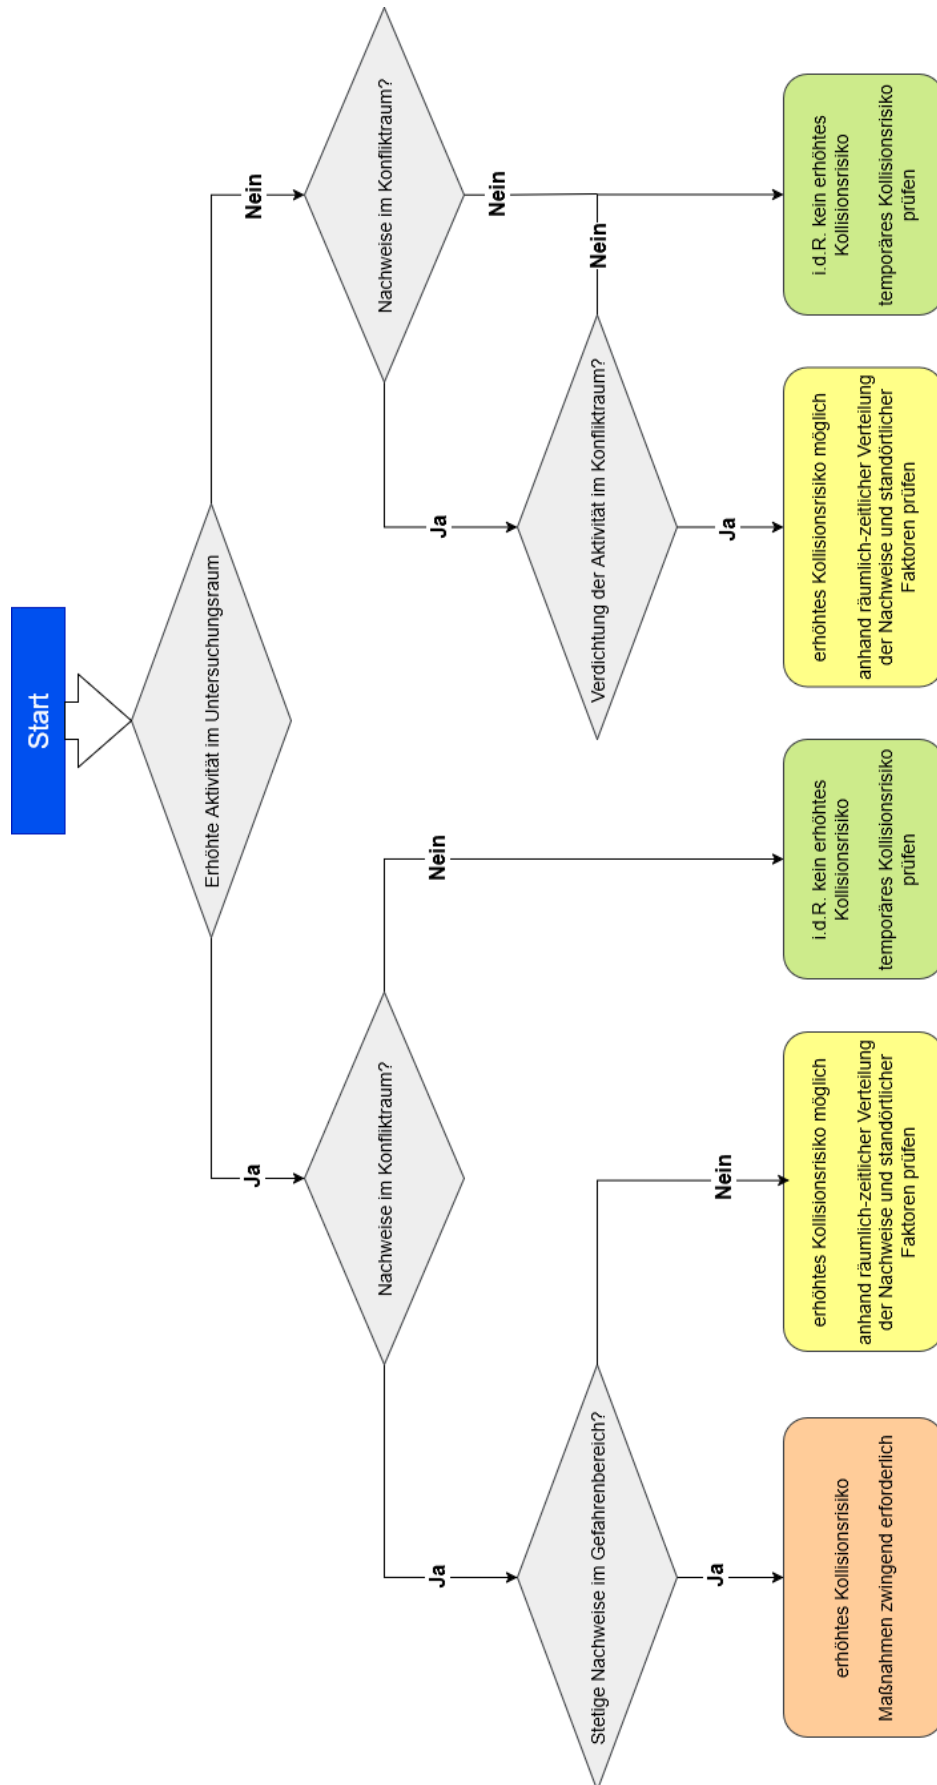 Start
Erhöhte Aktivität im Untersuchungsraum
Ja
Nein
Nachweise im Konfliktraum?
Nachweise im Konfliktraum?
Ja
Nein
Ja
Nein
Stetige Nachweise im Gefahrenbereich?
Verdichtung der Aktivität im Konfliktraum?
Nein
Ja
Nein
Ja
erhöhtes Kollisionsrisiko
Maßnahmen zwingend erforderlich
erhöhtes Kollisionsrisiko möglich
anhand räumlich-zeitlicher Verteilung
der Nachweise und standörtlicher
Faktoren prüfen
i.d.R. kein erhöhtes
Kollisionsrisiko
temporäres Kollisionsrisiko
prüfen
erhöhtes Kollisionsrisiko möglich
anhand räumlich-zeitlicher Verteilung
der Nachweise und standörtlicher
Faktoren prüfen
i.d.R. kein erhöhtes
Kollisionsrisiko
temporäres Kollisionsrisiko
prüfen